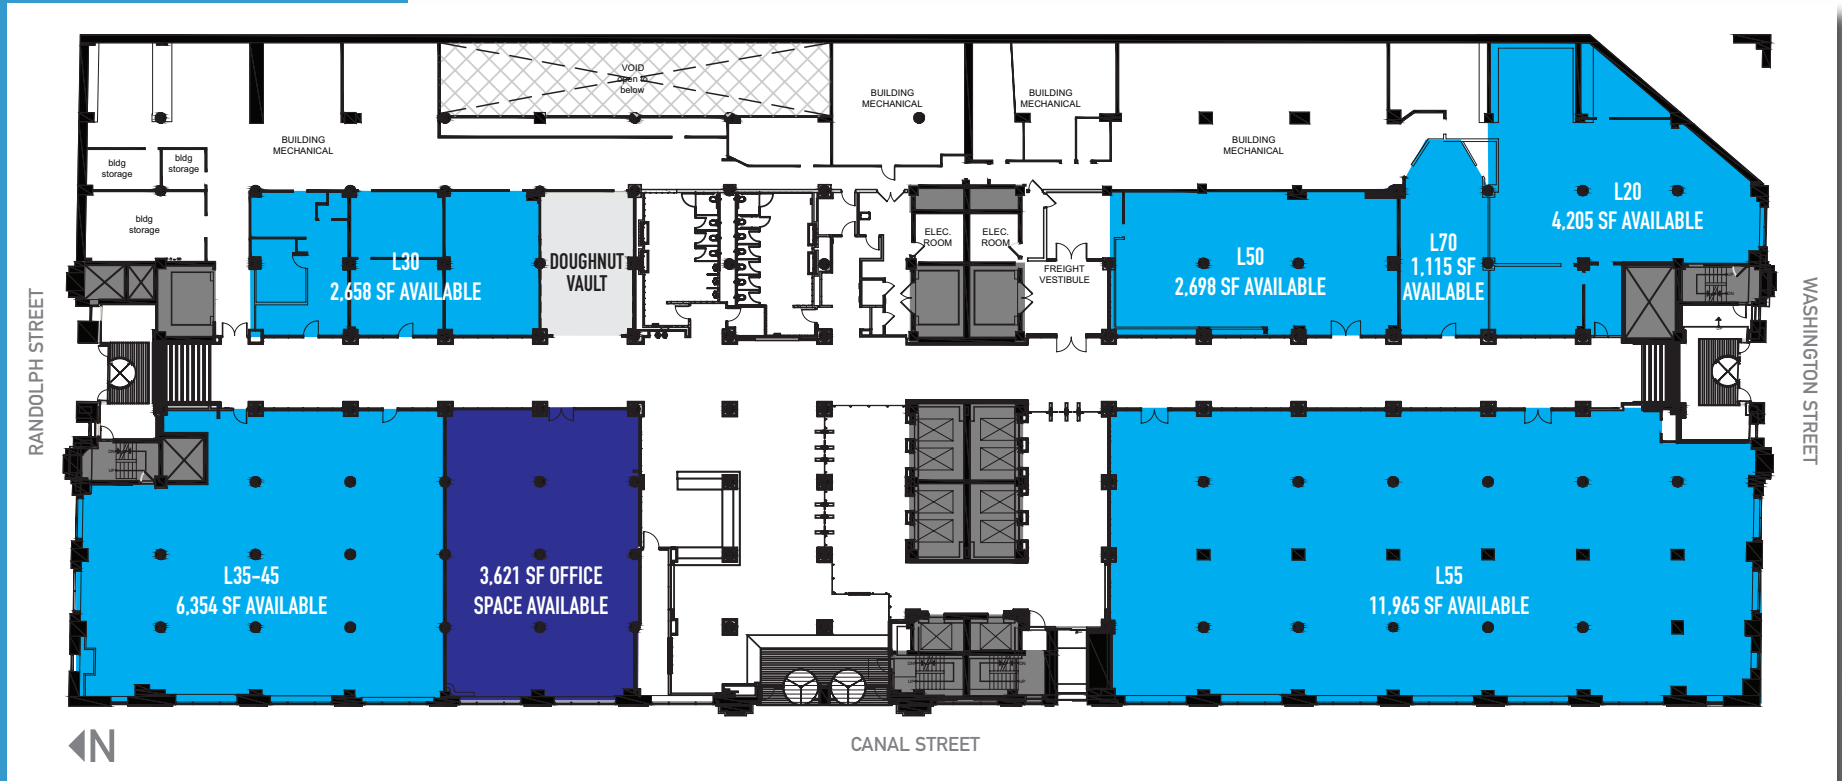 VOID
open to
below
BUILDING
MECHANICAL
BUILDING
MECHANICAL
BUILDING
MECHANICAL
BUILDING
MECHANICAL
bldg
storage
bldg
storage
bldg
storage
L30
2,658 SF AVAILABLE
DOUGHNUT
VAULT
ELEC.
ROOM
ELEC.
ROOM
FREIGHT
VESTIBULE
L50
2,698 SF AVAILABLE
L70
1,115 SF
AVAILABLE
L20
4,205 SF AVAILABLE
RANDOLPH STREET
WASHINGTON STREET
L35-45
6,354 SF AVAILABLE
3,621 SF OFFICE
SPACE AVAILABLE
L55
11,965 SF AVAILABLE
N
CANAL STREET